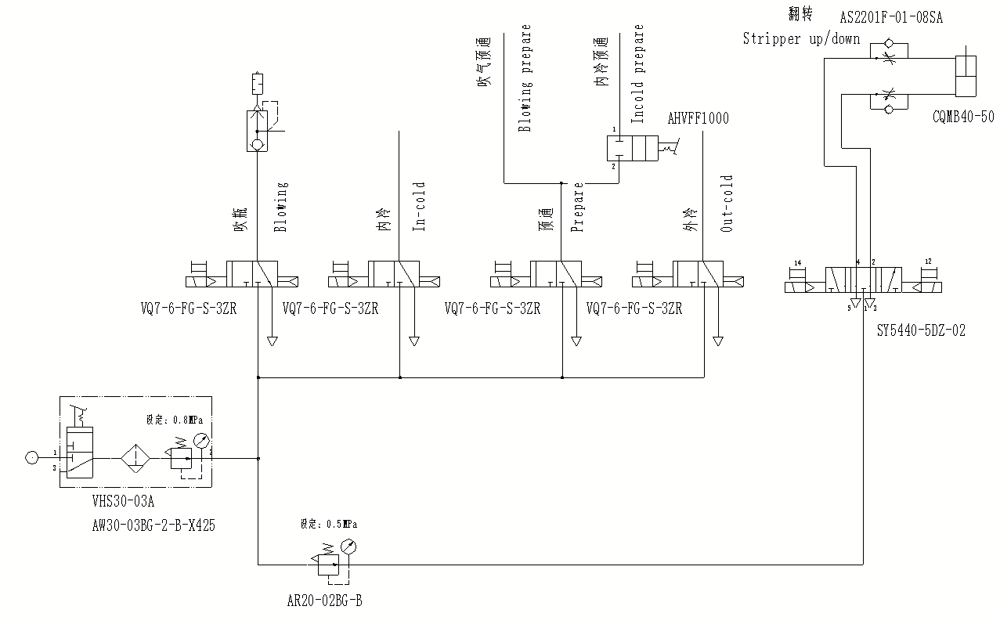 翻转
AS2201F-01-08SA
Stripper up/down
吹气预通
Blowing prepare
内冷预通
Incold prepare
AHVFF1000
CQMB40-50
1
2
吹瓶
Blowing
内冷
In-cold
预通
Prepare
外冷
Out-cold
14
4
2
12
VQ7-6-FG-S-3ZR
VQ7-6-FG-S-3ZR
VQ7-6-FG-S-3ZR
VQ7-6-FG-S-3ZR
5
1
3
SY5440-5DZ-02
设定: 0.8MPa
1
2
3
VHS30-03A
AW30-03BG-2-B-X425
设定: 0.5MPa
AR20-02BG-B